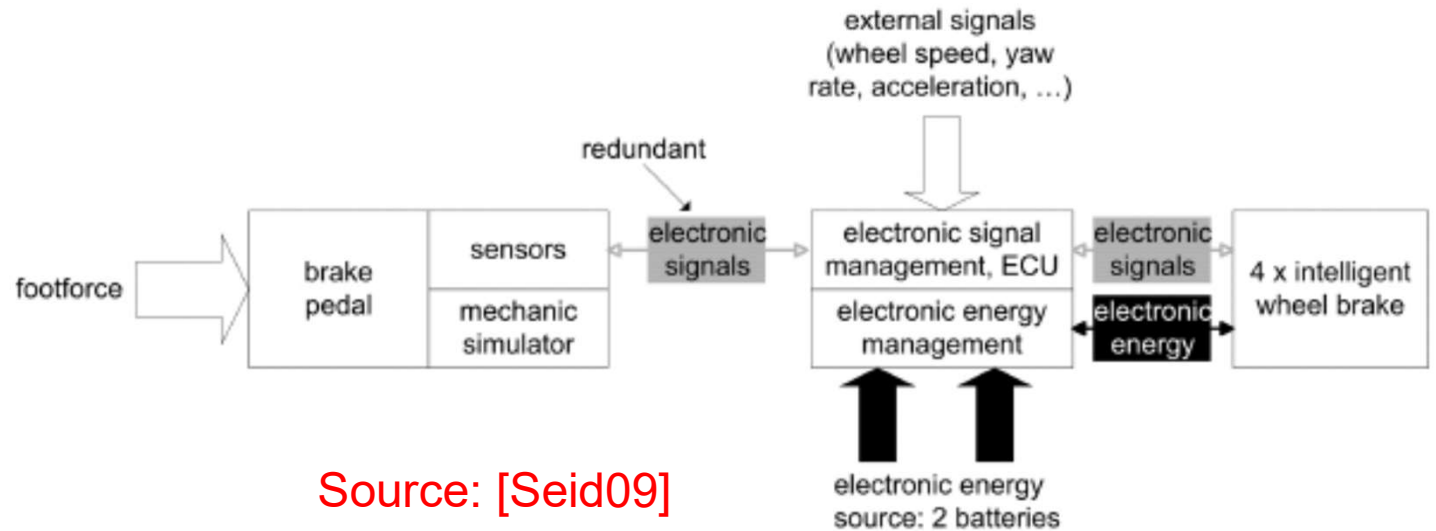 external signals
(wheel speed, yaw
rate, acceleration, ...)
redundant
footforce
brake
pedal
sensors
mechanic
simulator
electronic
signals
electronic signal
management, ECU
electronic energy
management
electronic
signals
electronic
energy
4 x intelligent
wheel brake
Source: [Seid09]
electronic energy
source: 2 batteries